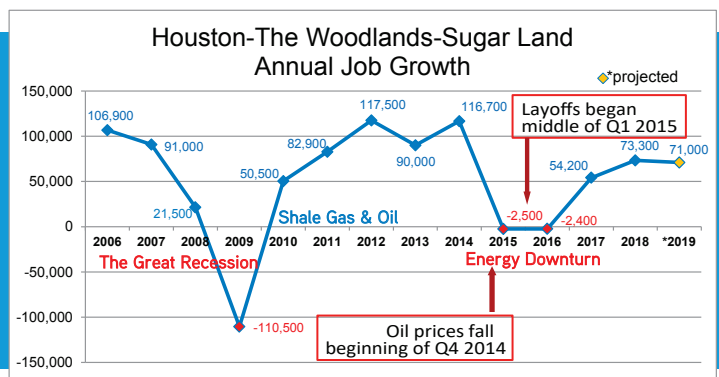 Houston-The Woodlands-Sugar Land
Annual Job Growth
*projected
150,000
100,000
50,000
0
-50,000
-100,000
-150,000
106,900
91,000
21,500
-110,500
50,500
82,900
117,500
90,000
116,700
-2,500
-2,400
54,200
73,300
71,000
Layoffs began
middle of Q1 2015
Shale Gas & Oil
2006 2007 2008 2009 2010 2011 2012 2013 2014 2015 2016 2017 2018 *2019
The Great Recession
Energy Downturn
Oil prices fall
beginning of Q4 2014